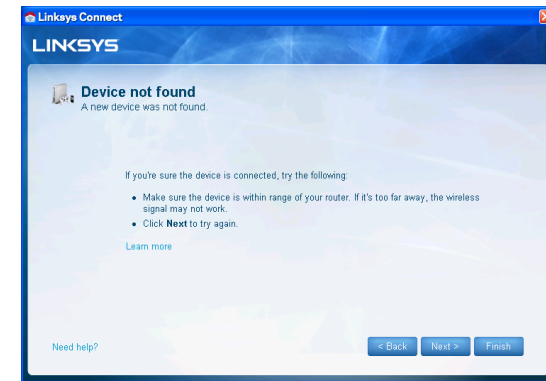 Linksys Connect
LINKSYS
Device not found
A new device was not found.
If you're sure the device is connected, try the following:
• Make sure the device is within range of your router. If it's too far away, the wireless
signal may not work.
• Click Next to try again.
Learn more
Need help?
< Back Next > Finish